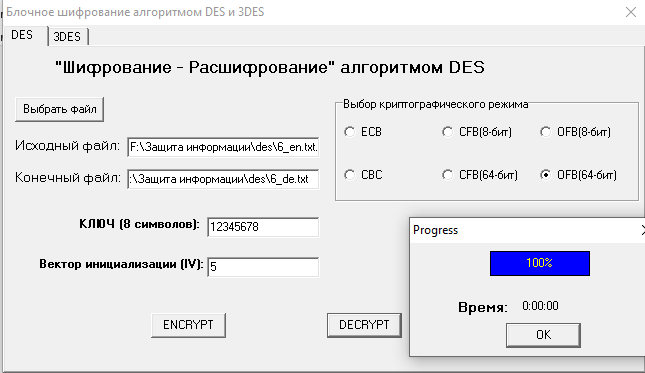 Блочное шифрование алгоритмом DES и 3DES
DES 3DES
"Шифрование - Расшифрование" алгоритмом DES
Выбрать файл
Исходный файл: F:\Защита информации\des\6_en.txt.
Конечный файл: :\Защита информации\des\6_de.txt
Выбор криптографического режима
ECB CFB(8-бит) OFB(8-бит)
CBC CFB(64-бит) OFB(64-бит)
КЛЮЧ (8 символов): 12345678
Вектор инициализации (IV): 5
ENCRYPT DECRYPT
Progress
100%
Время: 0:00:00
OK